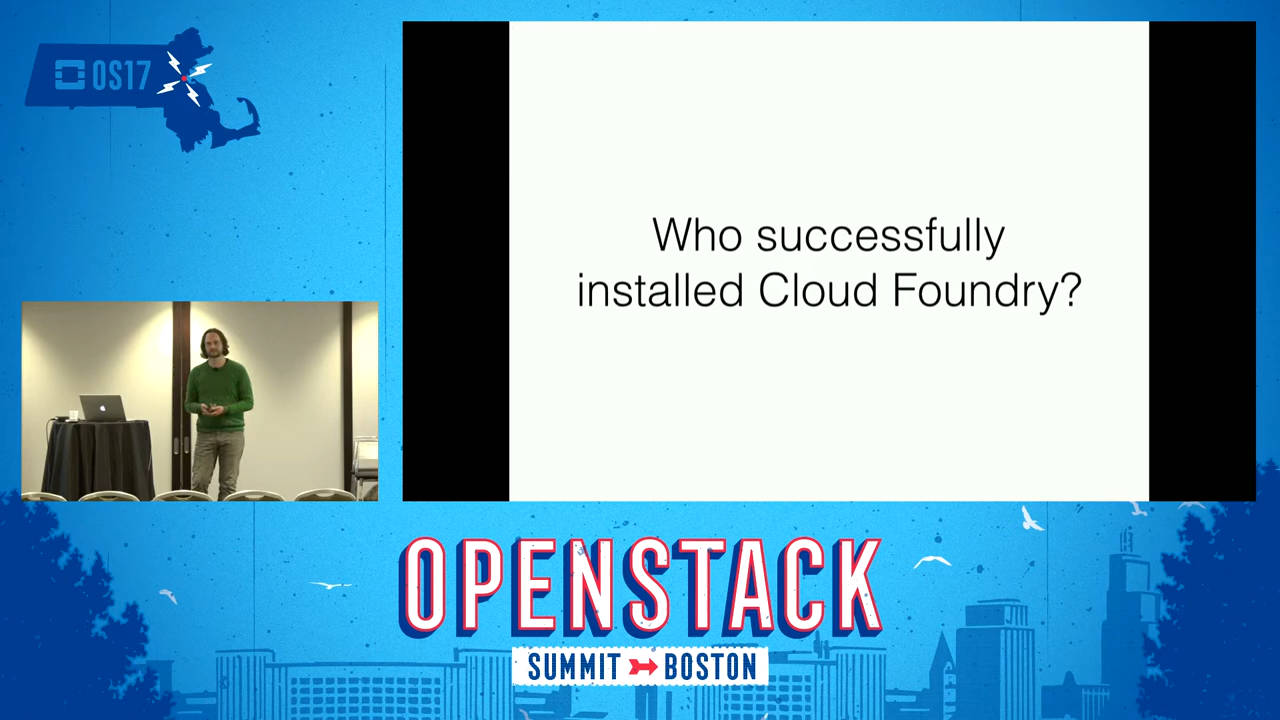 OS17
Who successfully
installed Cloud Foundry?
OPENSTACK
SUMMIT BOSTON